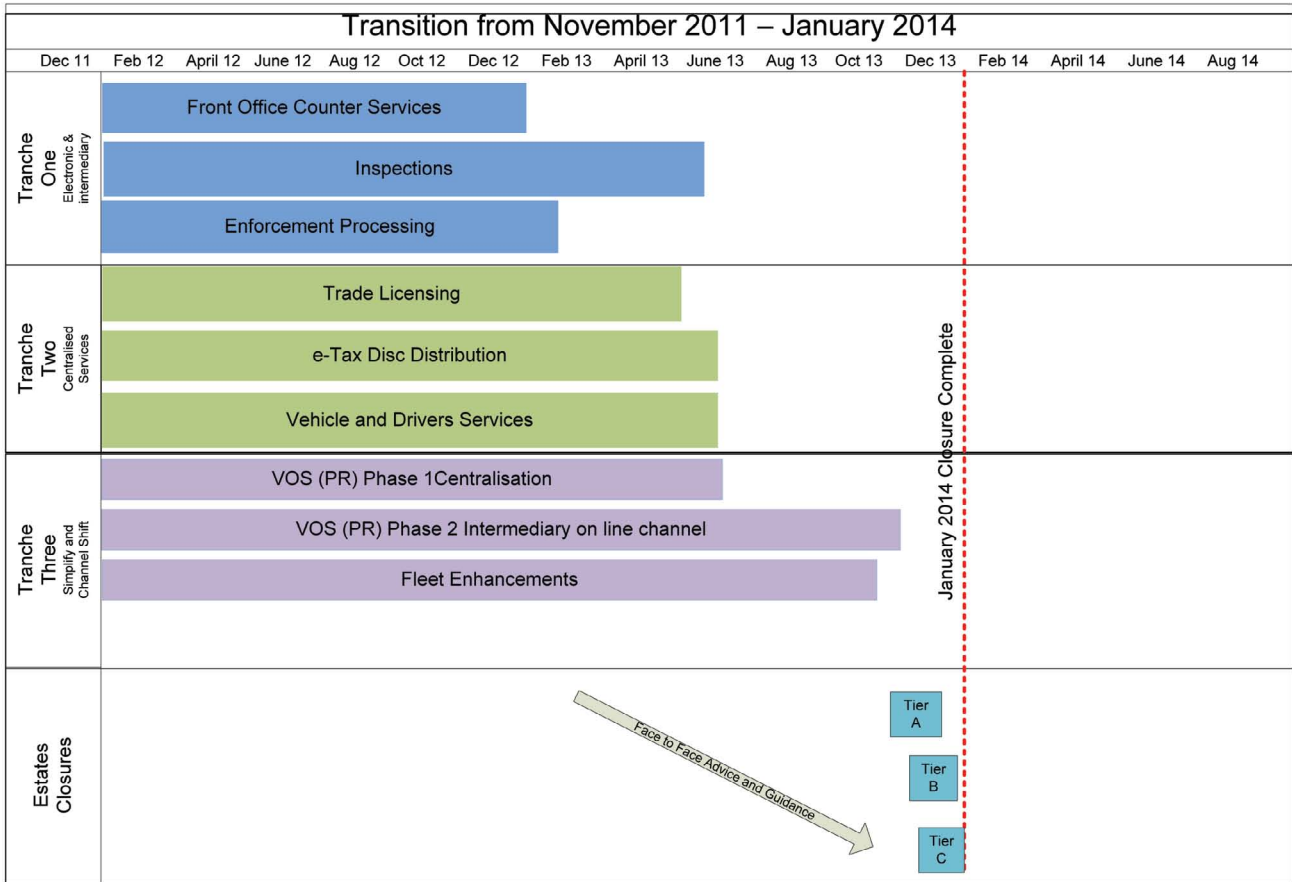 Transition from November 2011 – January 2014
Dec 11 Feb 12 April 12 June 12 Aug 12 Oct 12 Dec 12 Feb 13 April 13 June 13 Aug 13 Oct 13 Dec 13 Feb 14 April 14 June 14 Aug 14
Tranche
One
Electronic &
intermediary
Front Office Counter Services
Inspections
Enforcement Processing
Tranche
Two
Centralised
Services
Trade Licensing
e-Tax Disc Distribution
Vehicle and Drivers Services
Tranche
Three
Simplify and
Channel Shift
VOS (PR) Phase 1Centralisation
VOS (PR) Phase 2 Intermediary on line channel
Fleet Enhancements
January 2014 Closure Complete
Estates
Closures
Face to Face Advice and Guidance
Tier
A
Tier
B
Tier
C